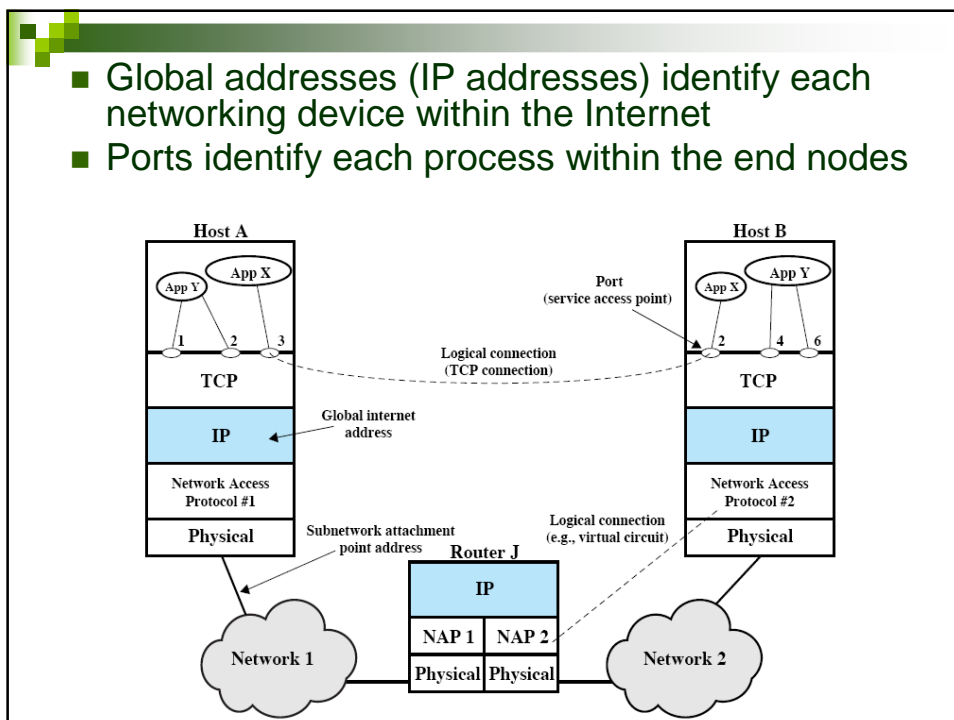 Global addresses (IP addresses) identify each
networking device within the Internet
Ports identify each process within the end nodes
Host A
App Y
App X
1 2 3
TCP
IP
Network Access
Protocol #1
Physical
Host B
App X
App Y
2 4 6
TCP
IP
Network Access
Protocol #2
Physical
Port
(service access point)
Logical connection
(TCP connection)
Global internet
address
Subnetwork attachment
point address
Logical connection
(e.g., virtual circuit)
Router J
IP
NAP 1 NAP 2
Physical Physical
Network 1
Network 2